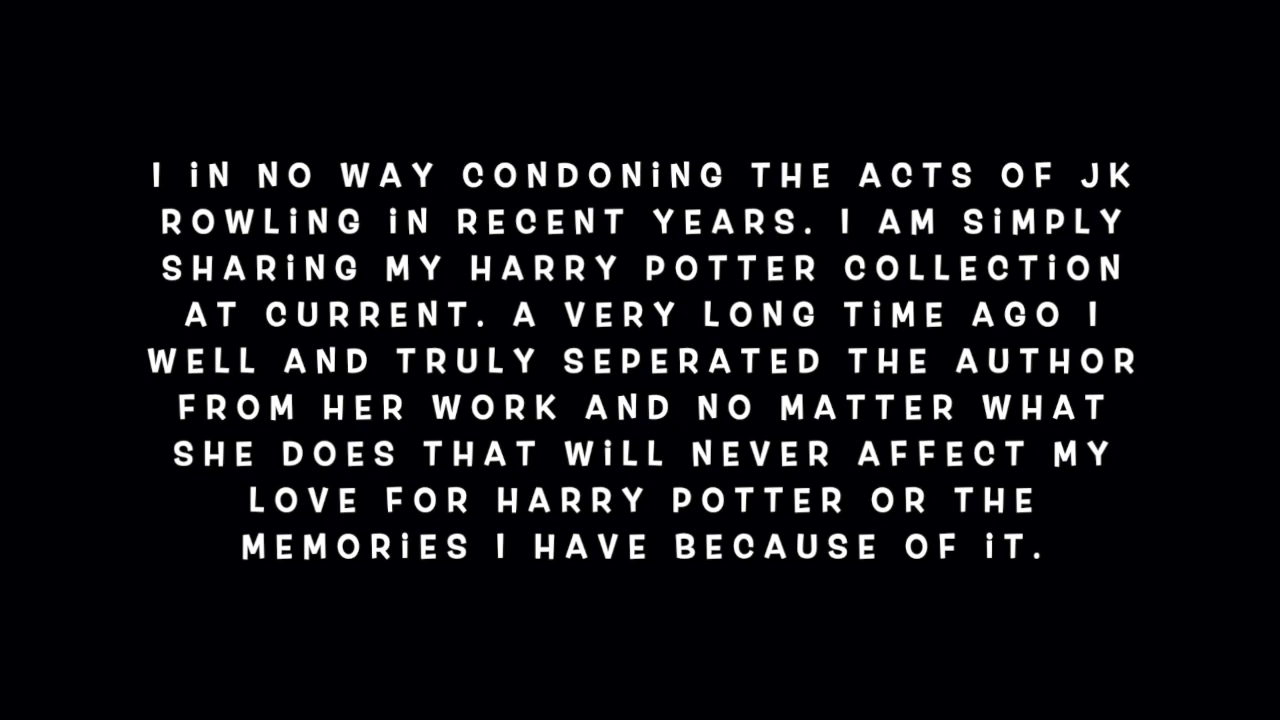 I iN NO WAY CONDONiNG THE ACTS OF JK
ROWLiNG iN RECENT YEARS. I AM SiMPLY
SHARiNG MY HARRY POTTER COLLECTiON
AT CURRENT. A VERY LONG TiME AGO I
WELL AND TRULY SEPERATED THE AUTHOR
FROM HER WORK AND NO MATTER WHAT
SHE DOES THAT WiLL NEVER AFFECT MY
LOVE FOR HARRY POTTER OR THE
MEMORiES I HAVE BECAUSE OF iT.